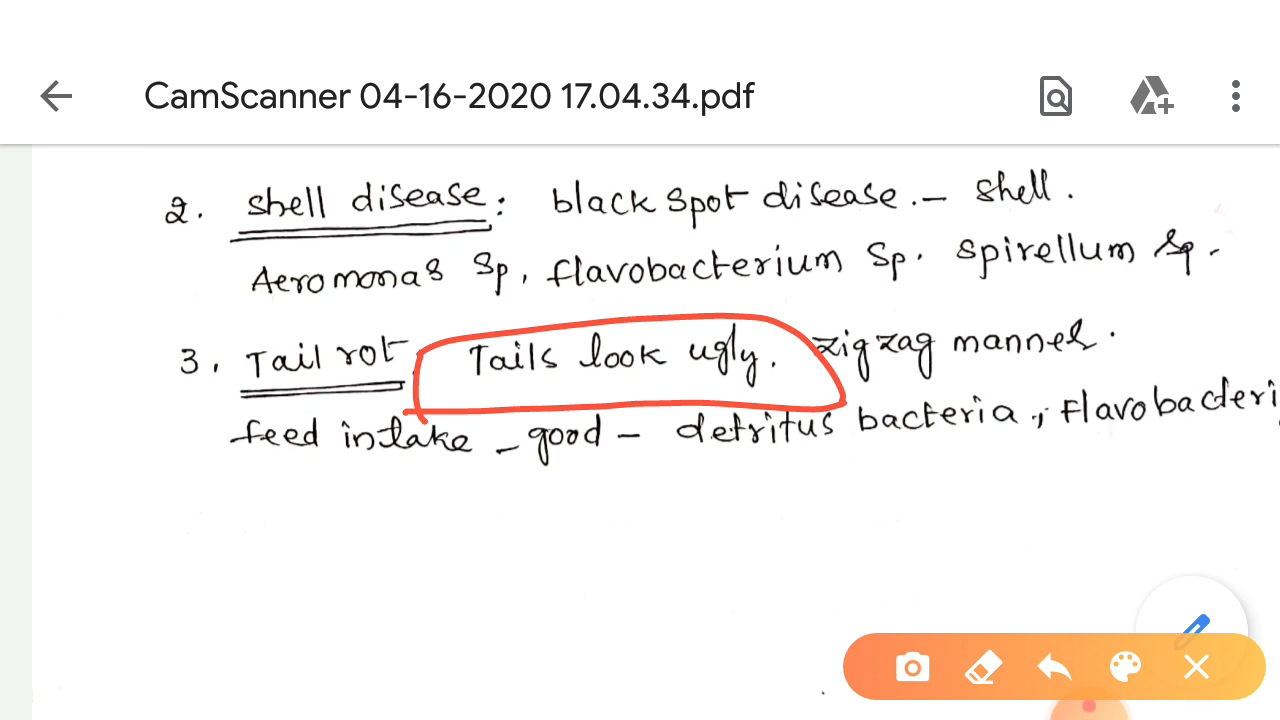 CamScanner 04-16-2020 17.04.34.pdf
2. shell disease: black spot disease. - shell.
Aeromonas sp, flavobacterium sp. spirellum sp.
3. Tail rot. Tails look ugly. zigzag manner.
feed intake - good - detritus bacteria, Flavobacteri